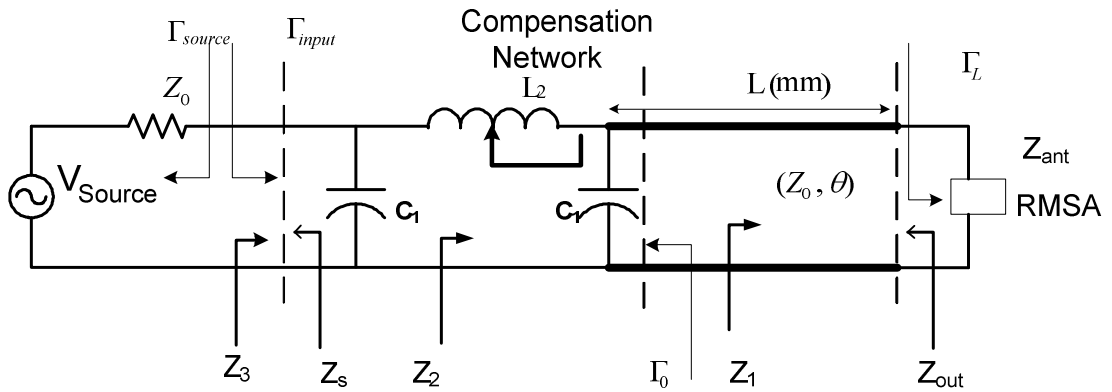 Compensation
Network
Γsource
Γinput
ΓL
Z0
L2
L (mm)
Zant
VSource
C1
C1
(Z0, θ)
RMSA
Z3
Zs
Z2
Γ0
Z1
Zout